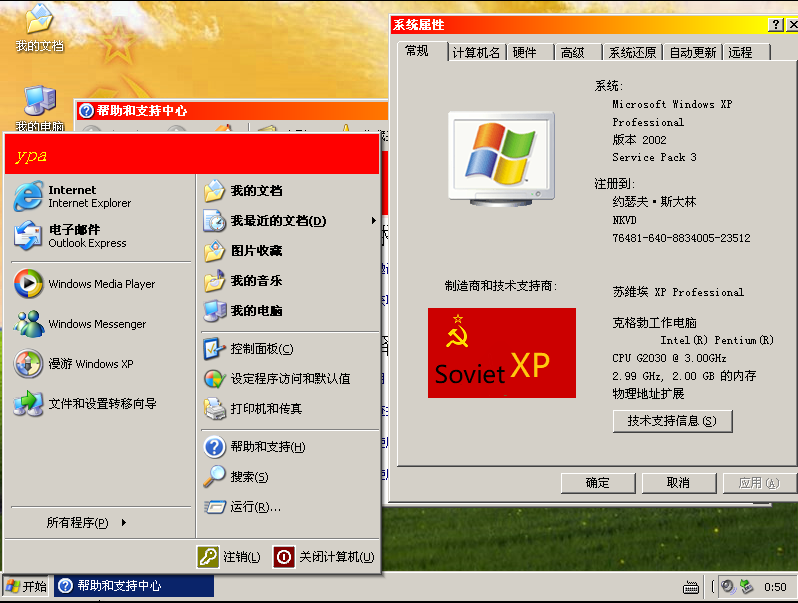 我的文档
我的电脑
帮助和支持中心
ypa
Internet
Internet Explorer
电子邮件
Outlook Express
Windows Media Player
Windows Messenger
漫游 Windows XP
文件和设置转移向导
所有程序(P)
我的文档
我最近的文档(D)
图片收藏
我的音乐
我的电脑
控制面板(C)
设定程序访问和默认值
打印机和传真
帮助和支持(H)
搜索(S)
运行(R)...
注销(L)
关闭计算机(U)
系统属性
常规
计算机名
硬件
高级
系统还原
自动更新
远程
系统:
Microsoft Windows XP
Professional
版本 2002
Service Pack 3
注册到:
约瑟夫·斯大林
NKVD
76481-640-8834005-23512
制造商和技术支持商:
Soviet XP
苏维埃 XP Professional
克格勃工作电脑
Intel(R) Pentium(R)
CPU G2030 @ 3.00GHz
2.99 GHz, 2.00 GB 的内存
物理地址扩展
技术支持信息(S)
确定
取消
应用(A)
开始
帮助和支持中心
0:50